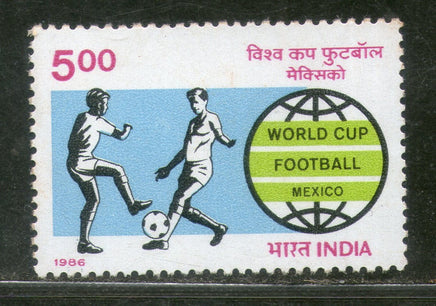 5.00
विश्व कप फुटबॉल
मेक्सिको
WORLD CUP
FOOTBALL
MEXICO
1986
भारत INDIA